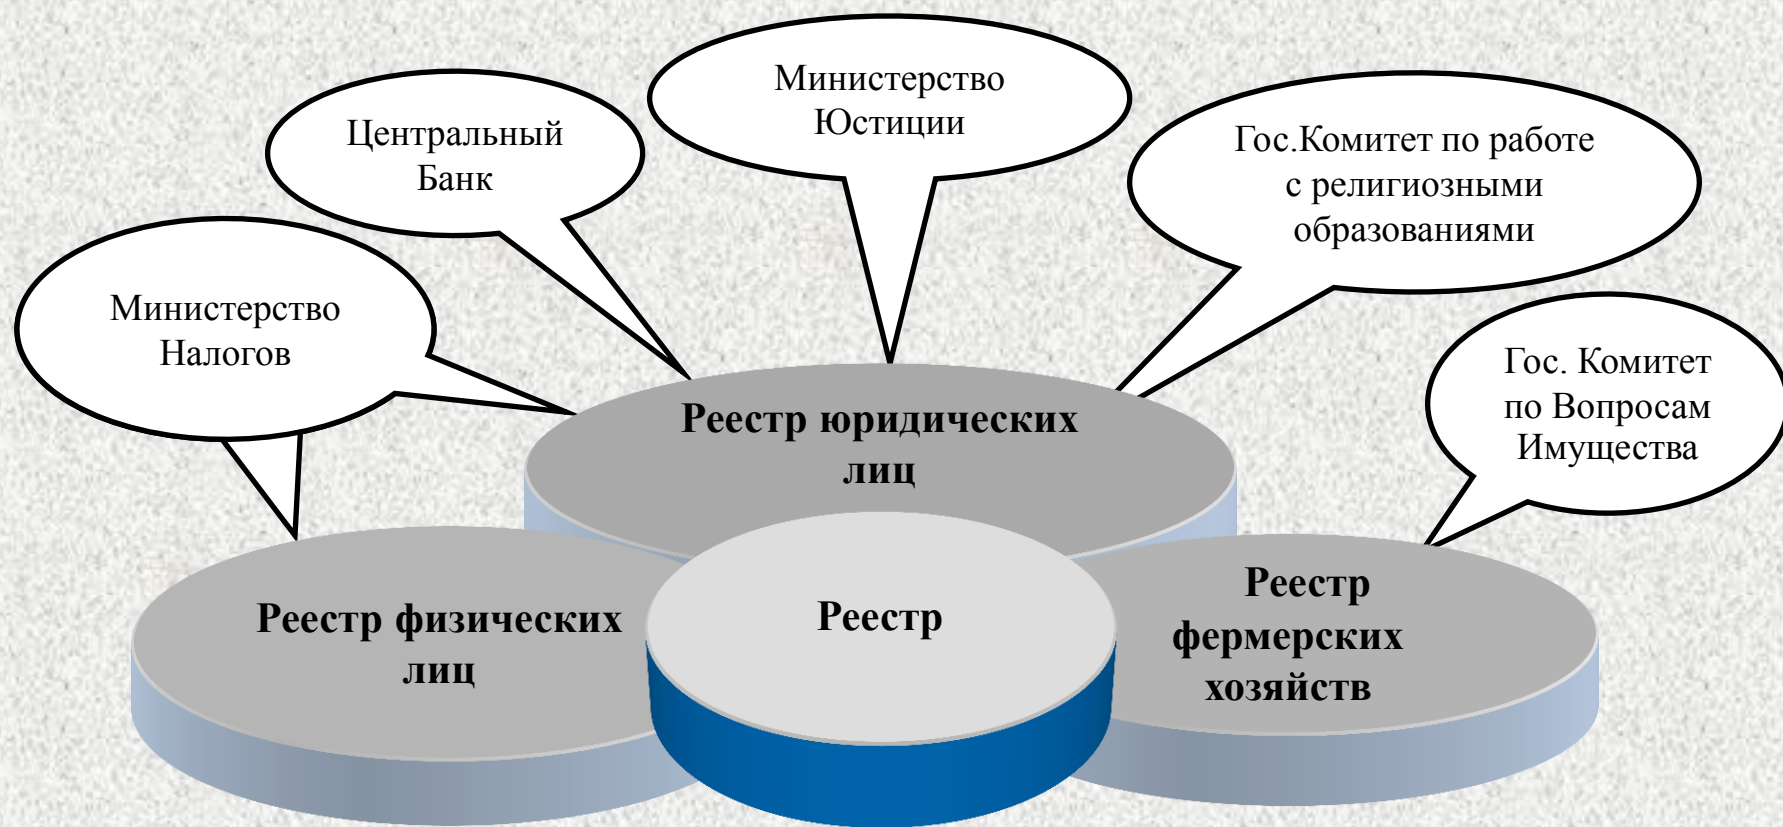 Министерство
Юстиции
Центральный
Банк
Гос.Комитет по работе
с религиозными
образованиями
Министерство
Налогов
Гос. Комитет
по Вопросам
Имущества
Реестр юридических
лиц
Реестр физических
лиц
Реестр
Реестр
фермерских
хозяйств